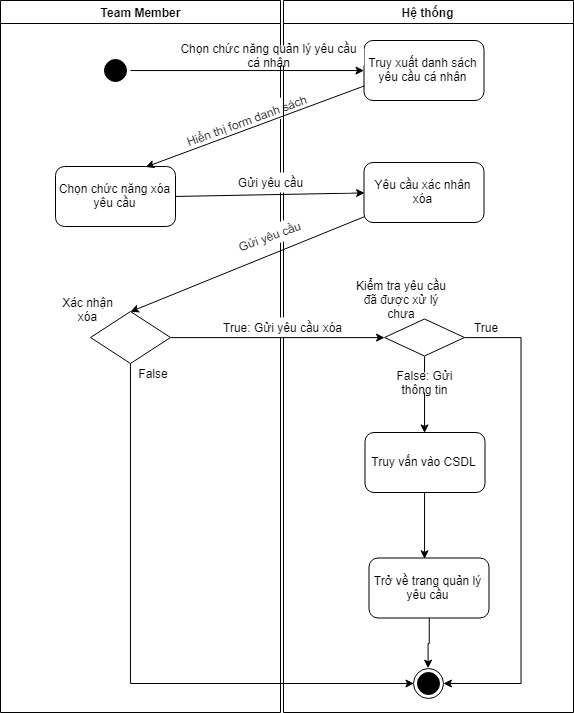 Team Member
Hệ thống
Chọn chức năng quản lý yêu cầu
cá nhân
Truy xuất danh sách
yêu cầu cá nhân
Hiển thị form danh sách
Chọn chức năng xóa
yêu cầu
Gửi yêu cầu
Yêu cầu xác nhân
xóa
Gửi yêu cầu
Xác nhận
xóa
Kiểm tra yêu cầu
đã được xử lý
chưa
True: Gửi yêu cầu xóa
True
False
False: Gửi
thông tin
Truy vấn vào CSDL
Trở về trang quản lý
yêu cầu